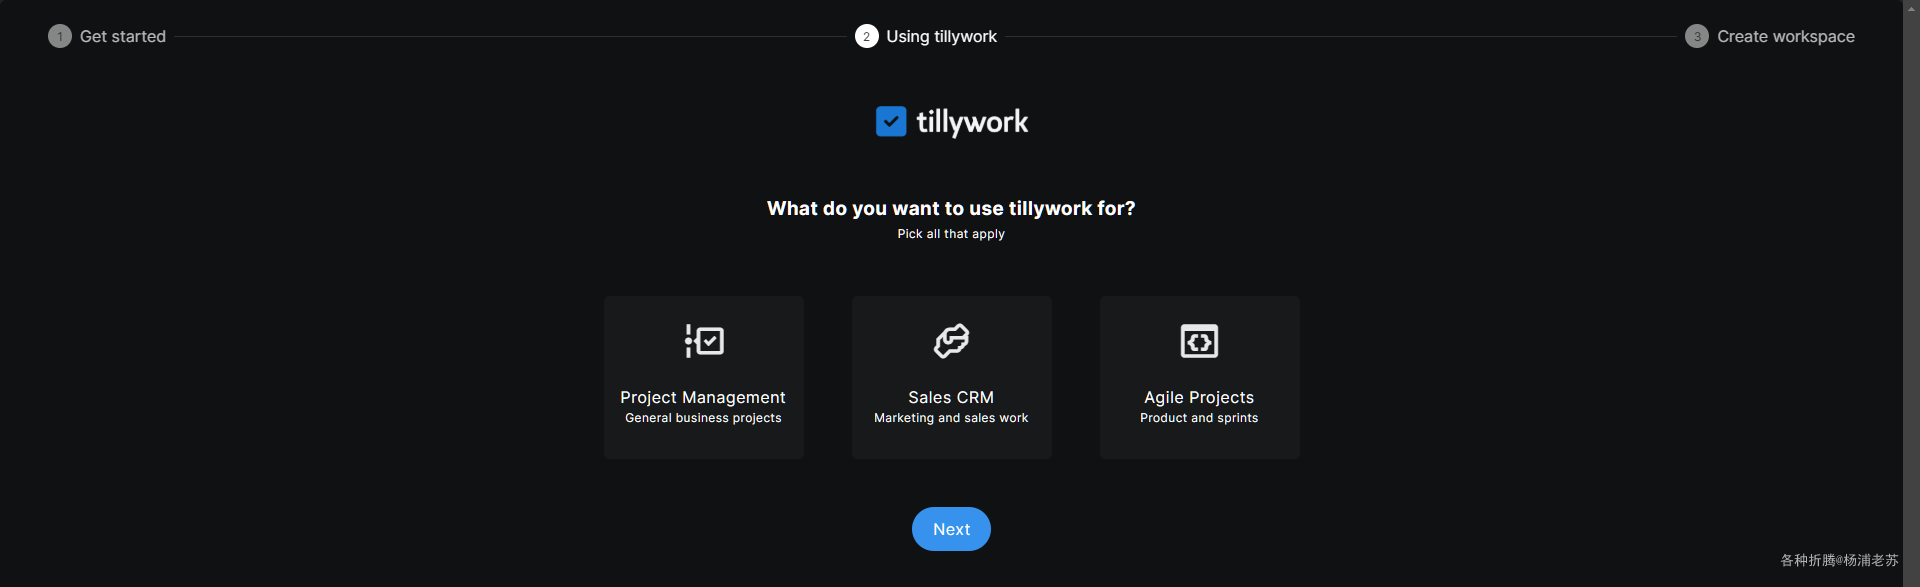 1 Get started
2 Using tillywork
3 Create workspace
tillywork
What do you want to use tillywork for?
Pick all that apply
Project Management
General business projects
Sales CRM
Marketing and sales work
Agile Projects
Product and sprints
Next
各种折腾@杨浦老苏